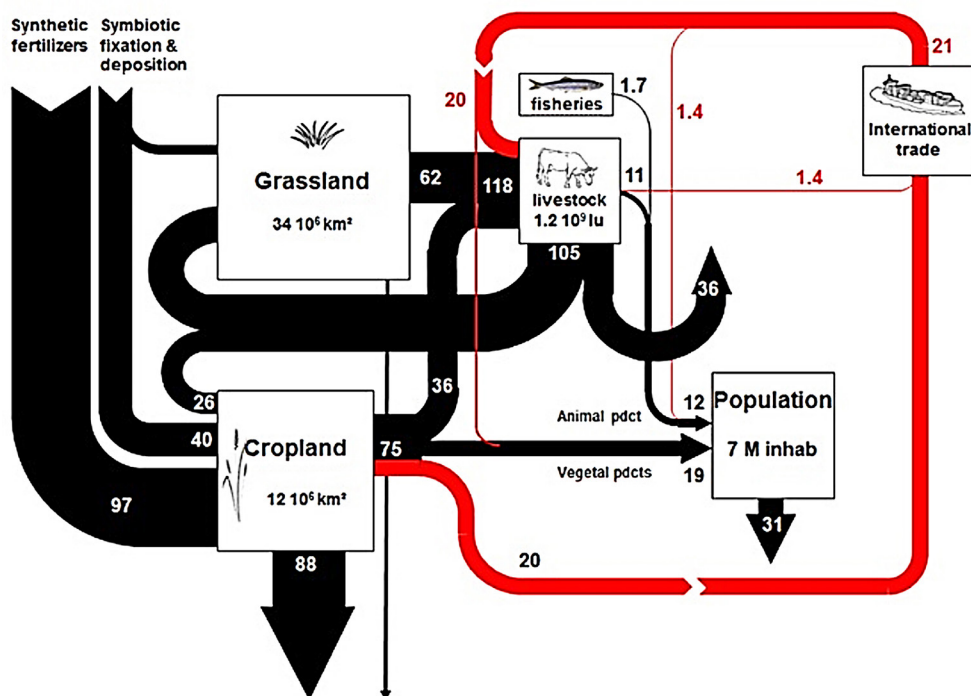 Synthetic
fertilizers
Symbiotic
fixation &
deposition
21
20
fisheries
1.7
1.4
International
trade
Grassland
34 10⁶ km²
62
118
livestock
1.2 10⁹ lu
11
1.4
105
36
26
40
97
Cropland
12 10⁶ km²
75
36
88
Animal pdct
12
Vegetal pdcts
19
Population
7 M inhab
31
20